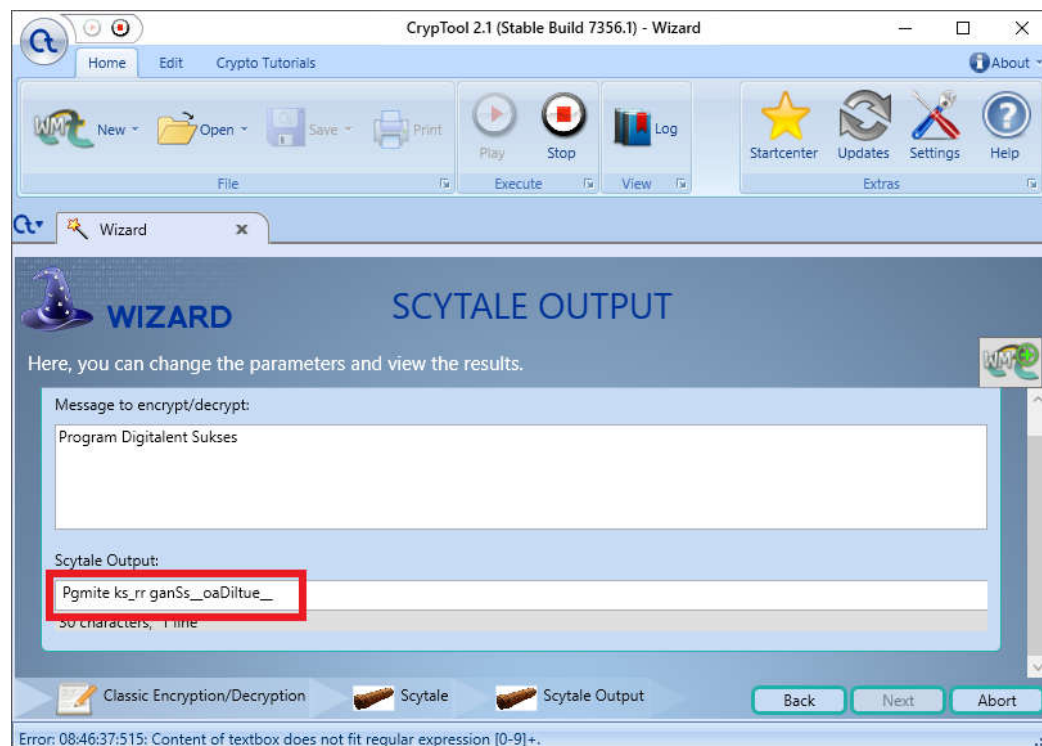 CrypTool 2.1 (Stable Build 7356.1) - Wizard
Home Edit Crypto Tutorials About
New Open Save Print Play Stop Log Startcenter Updates Settings Help
File Execute View Extras
Wizard x
WIZARD
SCYTALE OUTPUT
Here, you can change the parameters and view the results.
Message to encrypt/decrypt:
Program Digitalent Sukses
Scytale Output:
Pgmite ks_rr ganSs__oaDiltue__
30 characters, 1 line
Classic Encryption/Decryption Scytale Scytale Output Back Next Abort
Error: 08:46:37:515: Content of textbox does not fit regular expression [0-9]+.